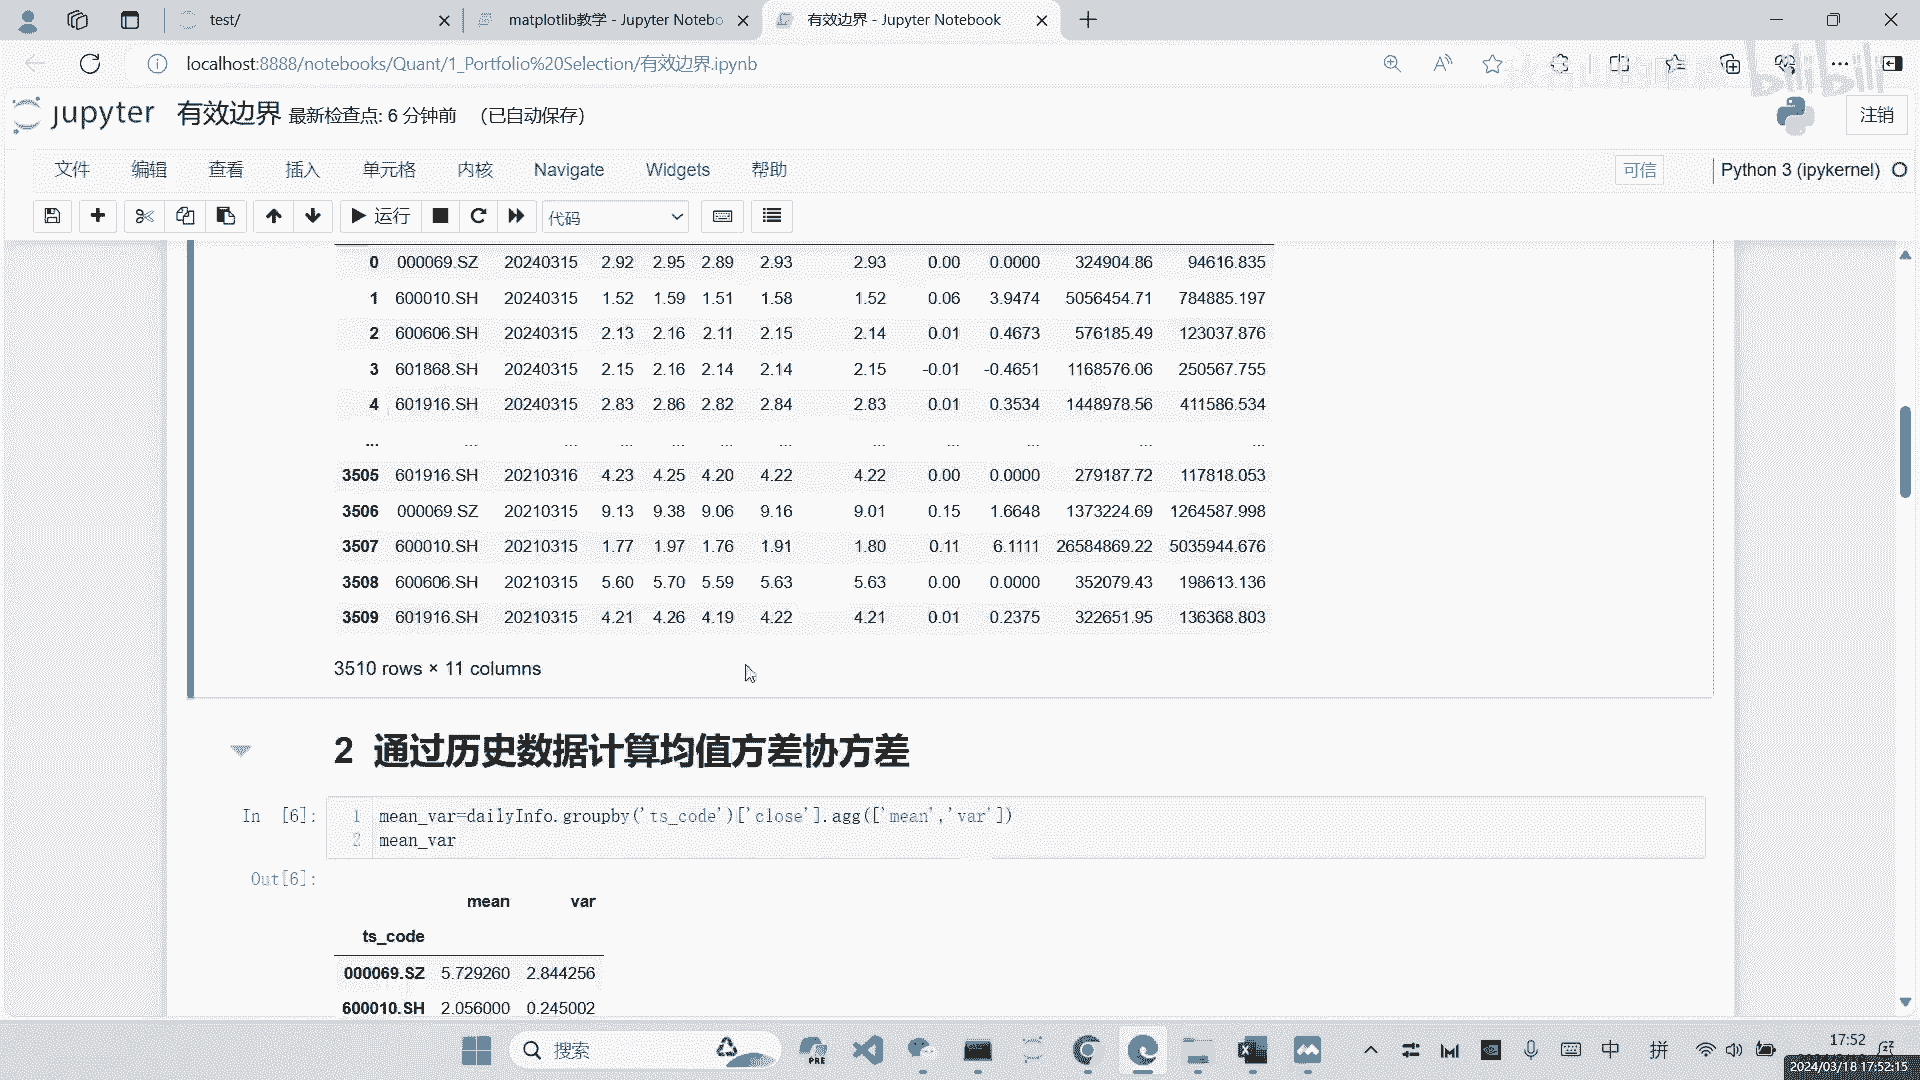 test/
matplotlib教学 - Jupyter Notebo
有效边界 - Jupyter Notebook
localhost:8888/notebooks/Quant/1_Portfolio%20Selection/有效边界.ipynb
bilibili
jupyter 有效边界 最新检查点: 6 分钟前 (已自动保存)
注销
文件 编辑 查看 插入 单元格 内核 Navigate Widgets 帮助
可信 Python 3 (ipykernel)
运行 代码
0 000069.SZ 20240315 2.92 2.95 2.89 2.93 2.93 0.00 0.0000 324904.86 94616.835
1 600010.SH 20240315 1.52 1.59 1.51 1.58 1.52 0.06 3.9474 5056454.71 784885.197
2 600606.SH 20240315 2.13 2.16 2.11 2.15 2.14 0.01 0.4673 576185.49 123037.876
3 601868.SH 20240315 2.15 2.16 2.14 2.14 2.15 -0.01 -0.4651 1168576.06 250567.755
4 601916.SH 20240315 2.83 2.86 2.82 2.84 2.83 0.01 0.3534 1448978.56 411586.534
... ... ... ... ... ... ... ... ... ... ... ...
3505 601916.SH 20210316 4.23 4.25 4.20 4.22 4.22 0.00 0.0000 279187.72 117818.053
3506 000069.SZ 20210315 9.13 9.38 9.06 9.16 9.01 0.15 1.6648 1373224.69 1264587.998
3507 600010.SH 20210315 1.77 1.97 1.76 1.91 1.80 0.11 6.1111 26584869.22 5035944.676
3508 600606.SH 20210315 5.60 5.70 5.59 5.63 5.63 0.00 0.0000 352079.43 198613.136
3509 601916.SH 20210315 4.21 4.26 4.19 4.22 4.21 0.01 0.2375 322651.95 136368.803
3510 rows × 11 columns
2 通过历史数据计算均值方差协方差
In [6]: 1 mean_var=dailyInfo.groupby('ts_code')['close'].agg(['mean','var'])
2 mean_var
Out[6]:
mean var
ts_code
000069.SZ 5.729260 2.844256
600010.SH 2.056000 0.245002
搜索
PRE
中 拼
17:52
2024/03/18 17:52:15